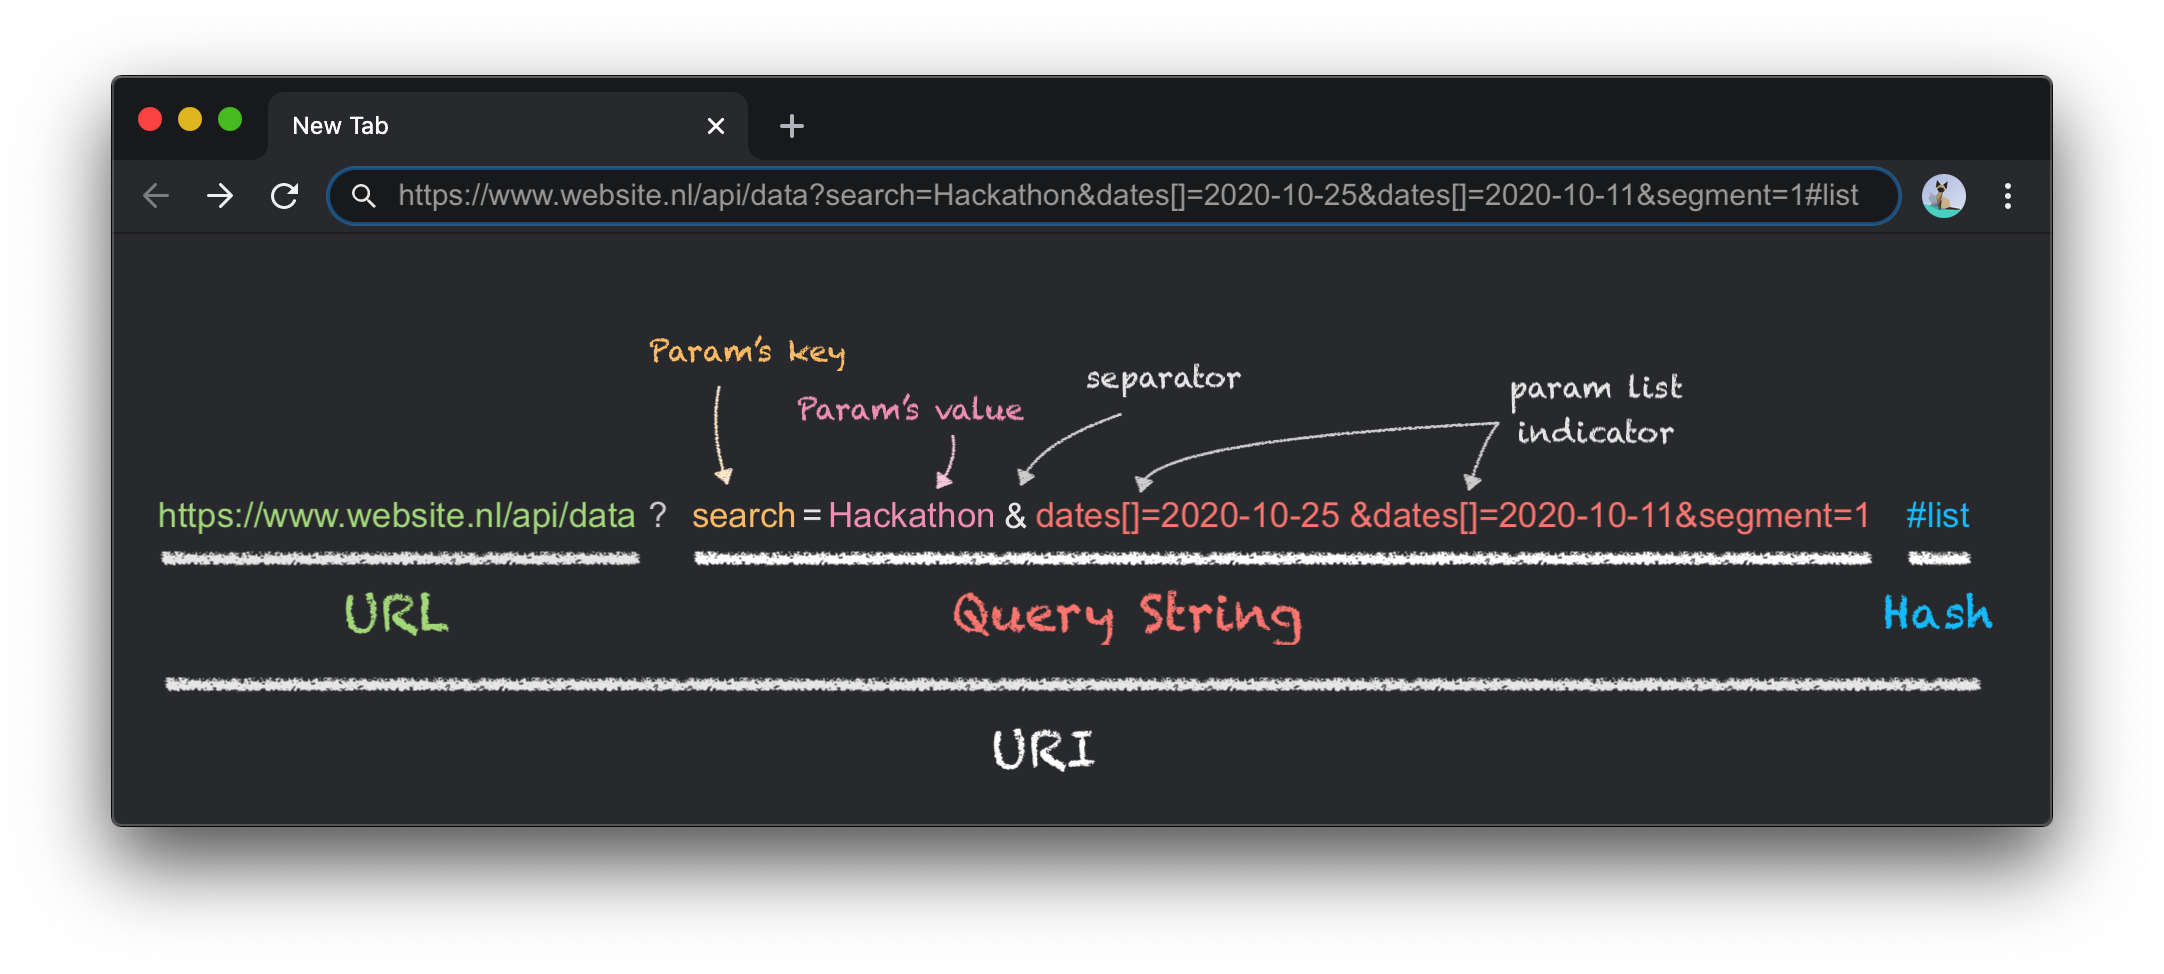 New Tab
https://www.website.nl/api/data?search=Hackathon&dates[]=2020-10-25&dates[]=2020-10-11&segment=1#list
Param's key
separator
param list
indicator
Param's value
https://www.website.nl/api/data ? search = Hackathon & dates[]=2020-10-25 &dates[]=2020-10-11&segment=1 #list
URL Query String Hash
URI